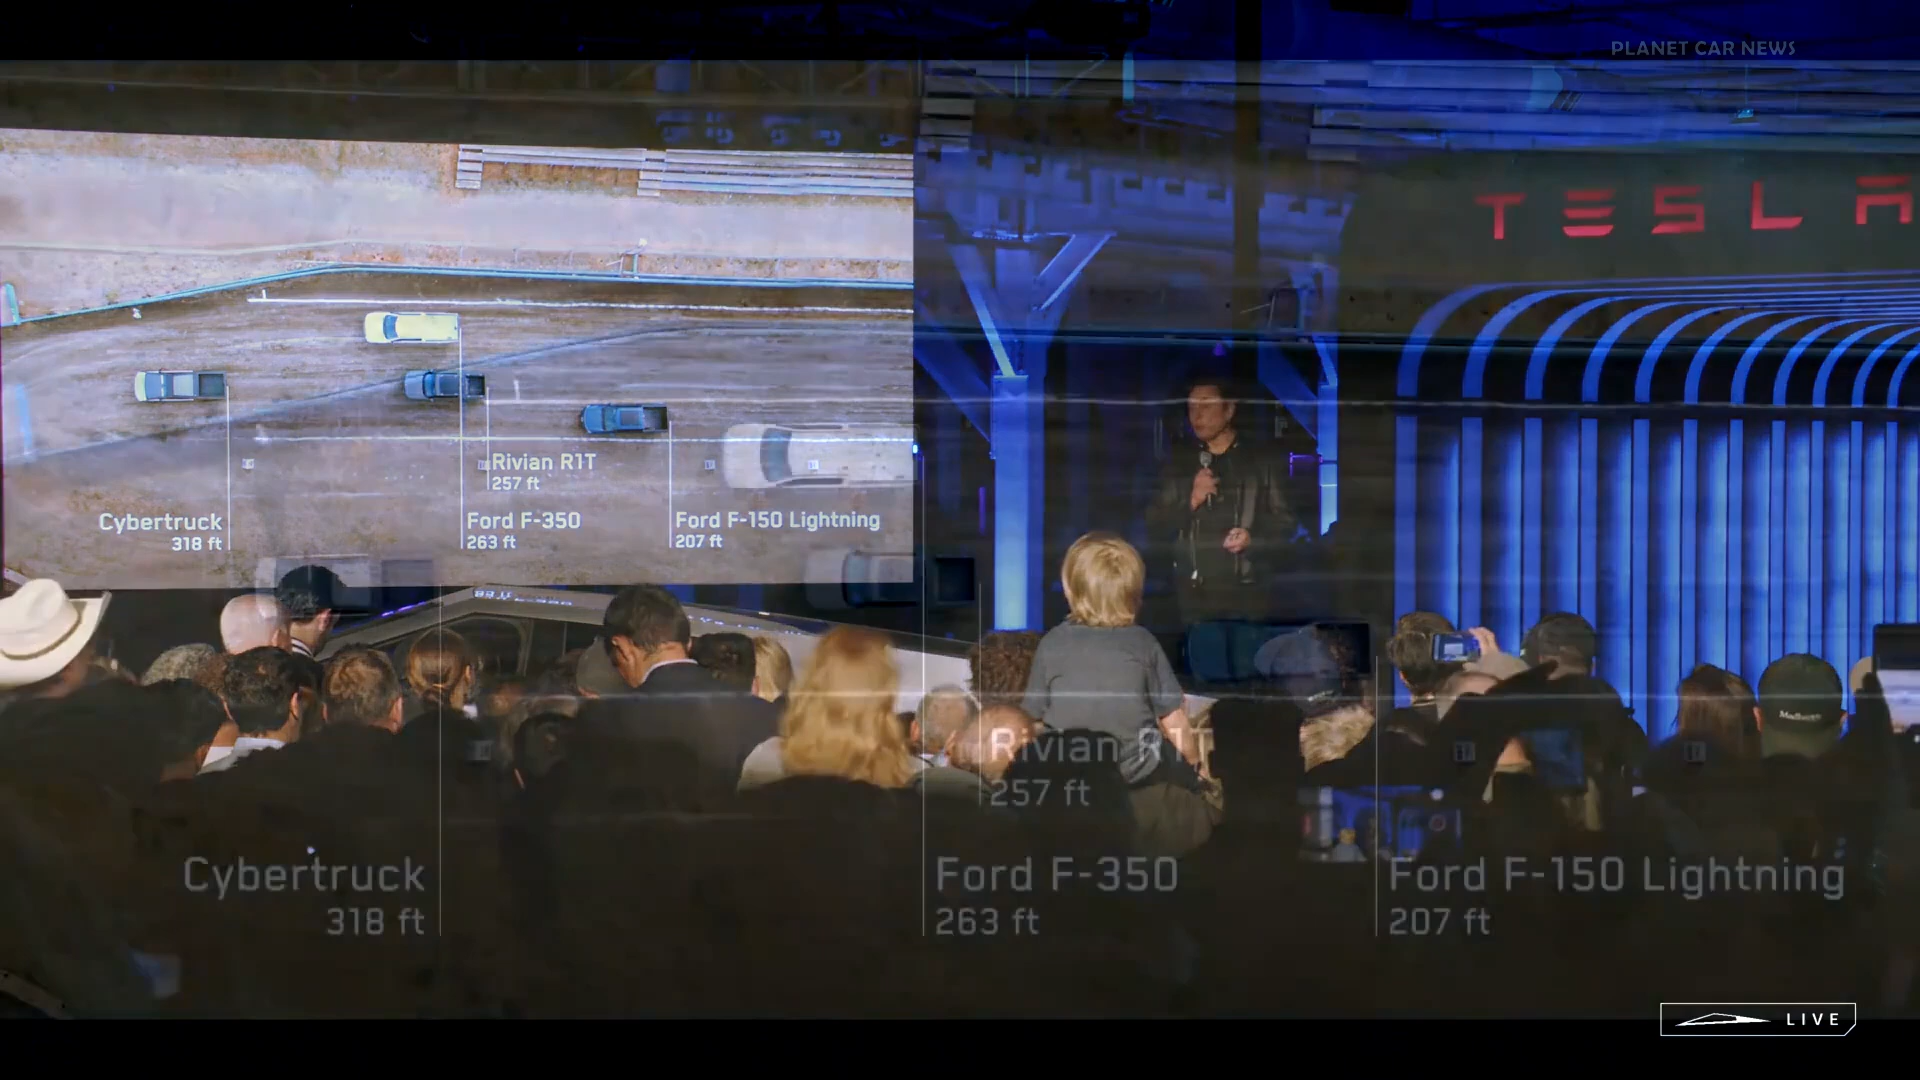 PLANET CAR NEWS
TESLA
Rivian R1T
257 ft
Cybertruck
318 ft
Ford F-350
263 ft
Ford F-150 Lightning
207 ft
Rivian R1T
257 ft
Cybertruck
318 ft
Ford F-350
263 ft
Ford F-150 Lightning
207 ft
LIVE